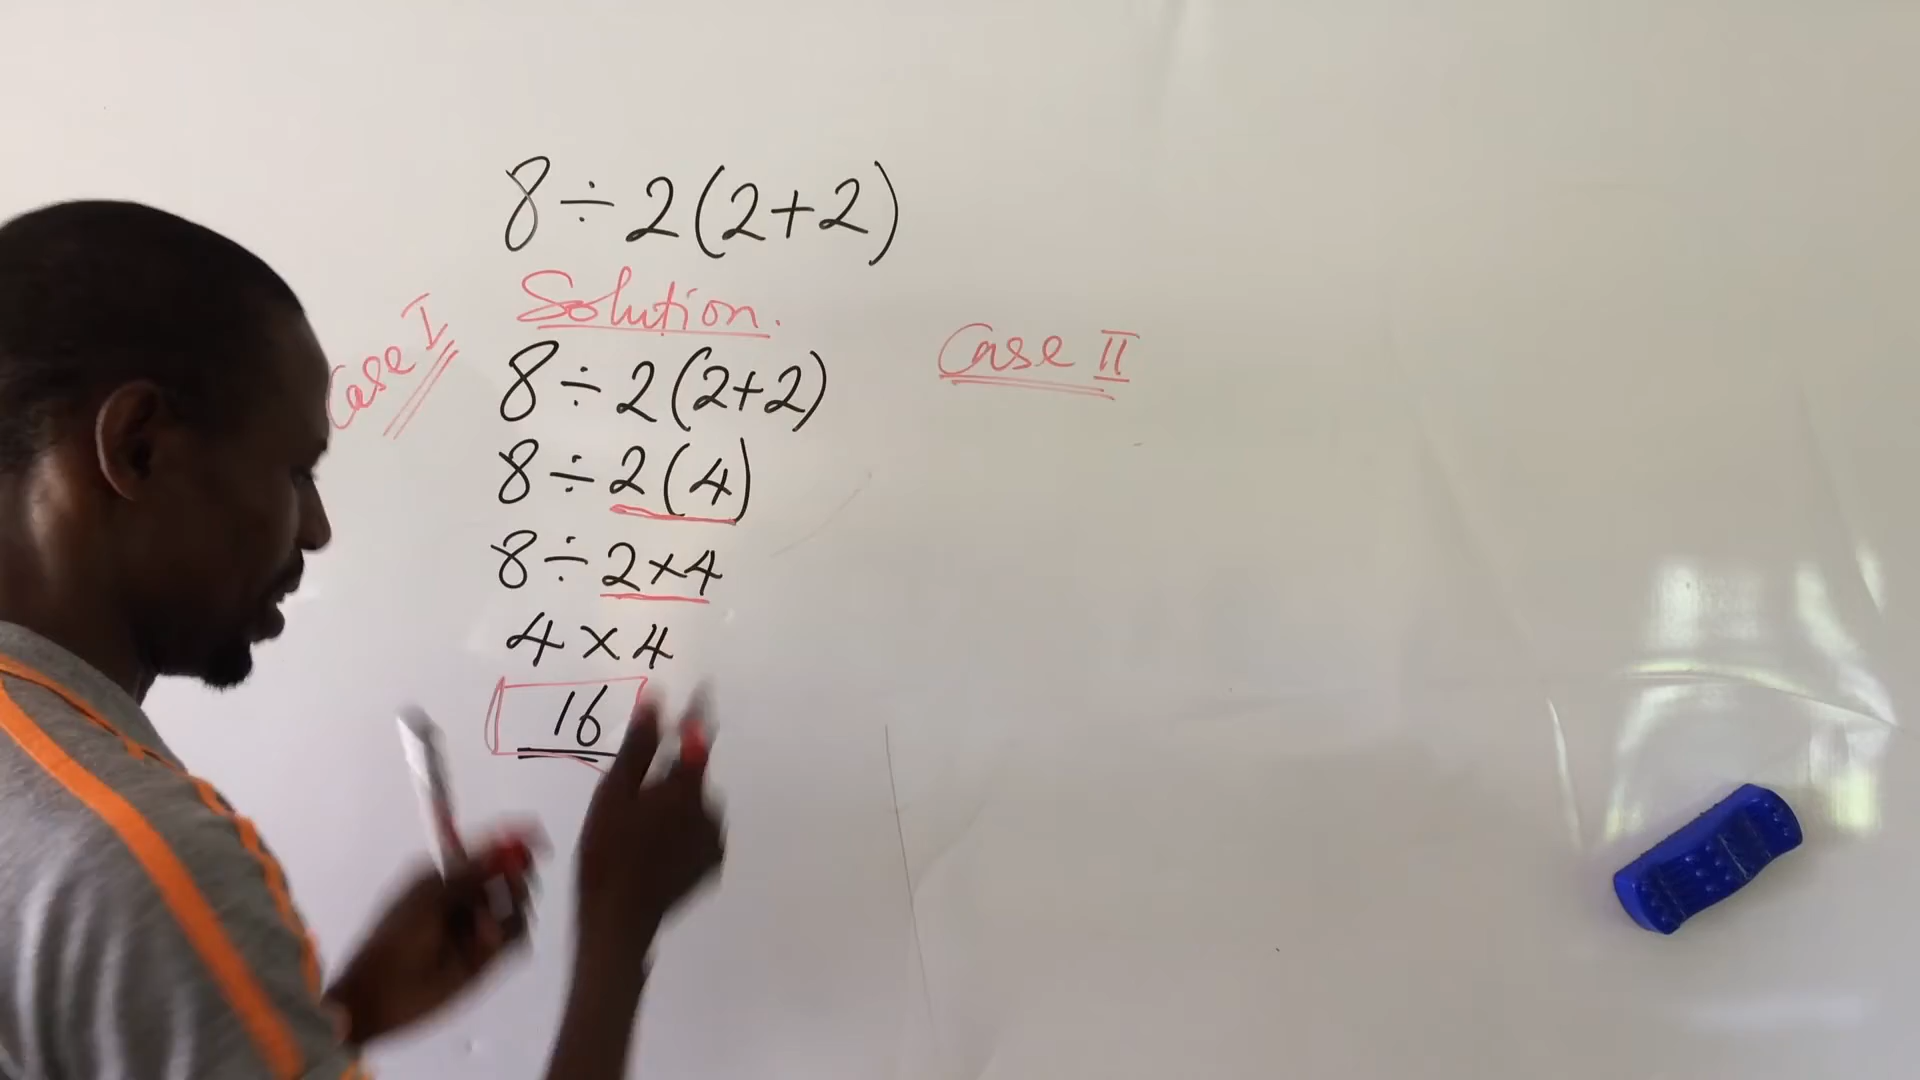 8÷2(2+2)
Solution.
Case I
8÷2(2+2)
8÷2(4)
8÷2×4
4×4
16
Case II